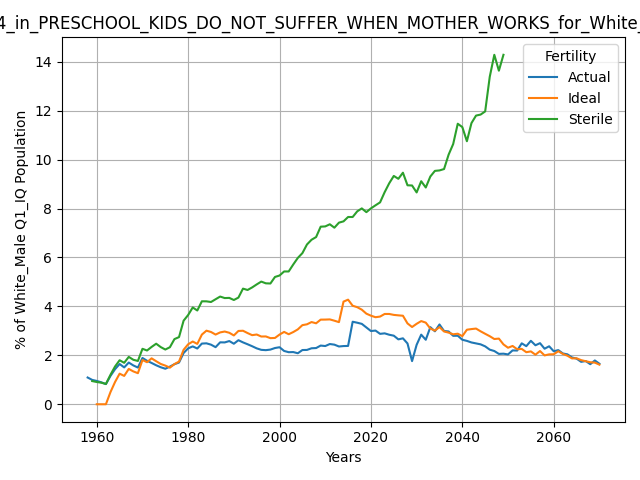 4_in_PRESCHOOL_KIDS_DO_NOT_SUFFER_WHEN_MOTHER_WORKS_for_White_
Fertility
Actual
Ideal
Sterile
% of White_Male Q1_IQ Population
14
12
10
8
6
4
2
0
1960 1980 2000 2020 2040 2060
Years